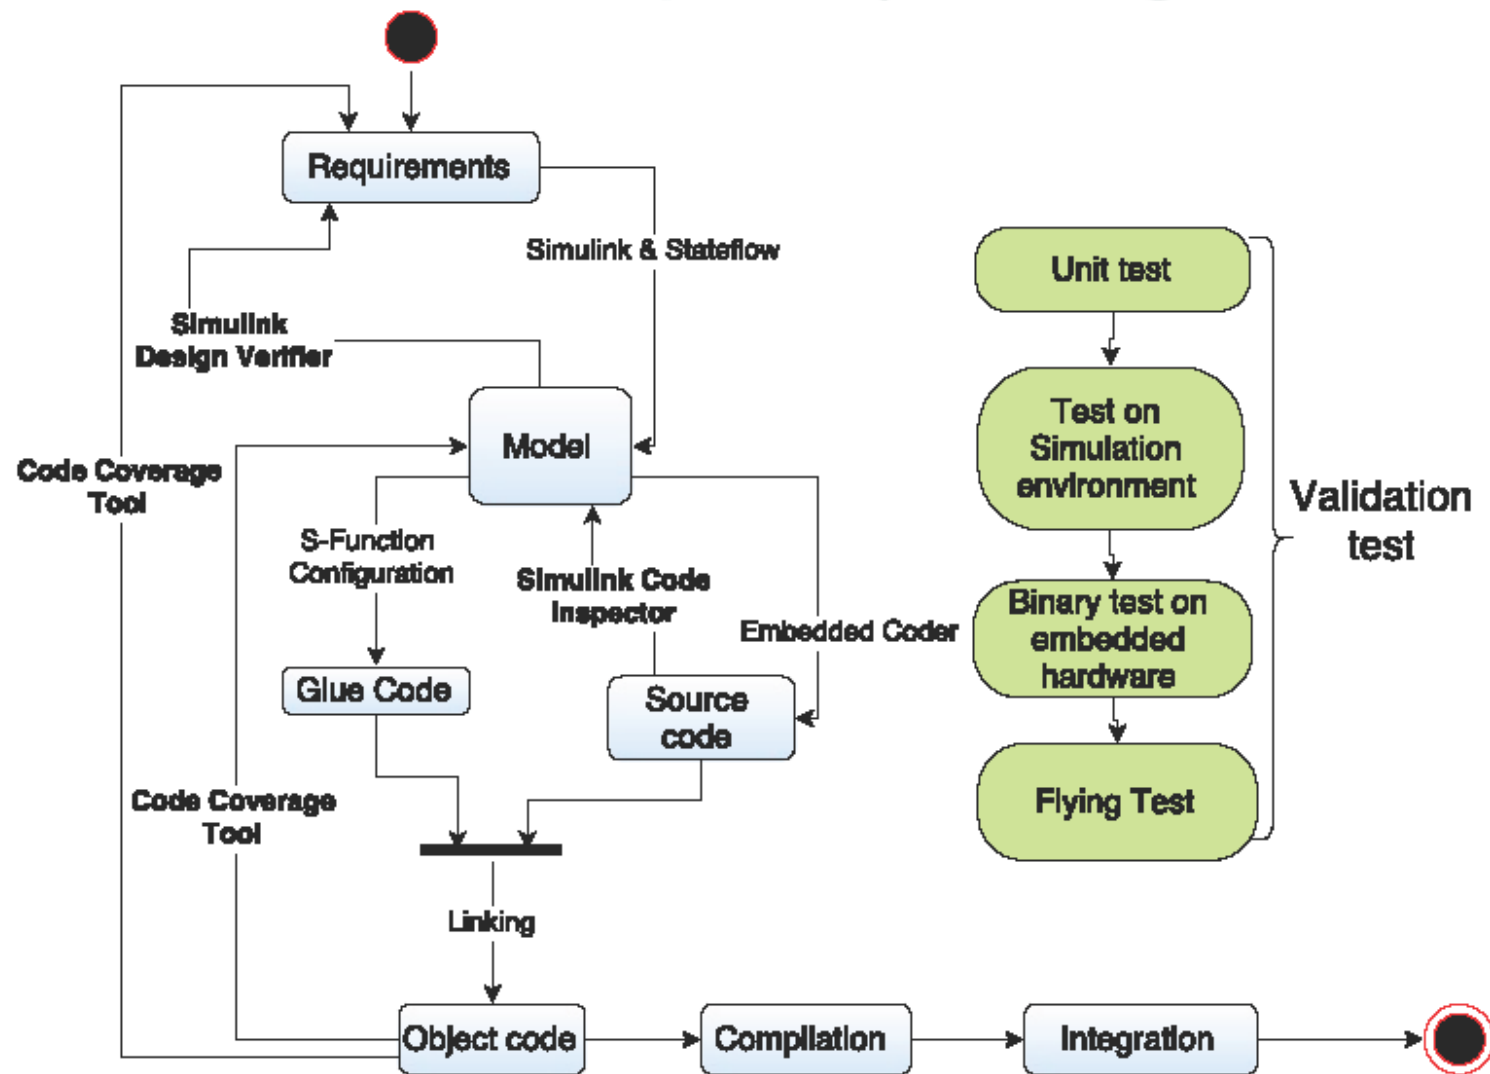 Requirements
Simulink & Stateflow
Simulink
Design Verifier
Model
Code Coverage
Tool
S-Function
Configuration
Simulink Code
Inspector
Embedded Coder
Glue Code
Source
code
Code Coverage
Tool
Linking
Object code
Compilation
Integration
Unit test
Test on
Simulation
environment
Binary test on
embedded
hardware
Flying Test
Validation
test